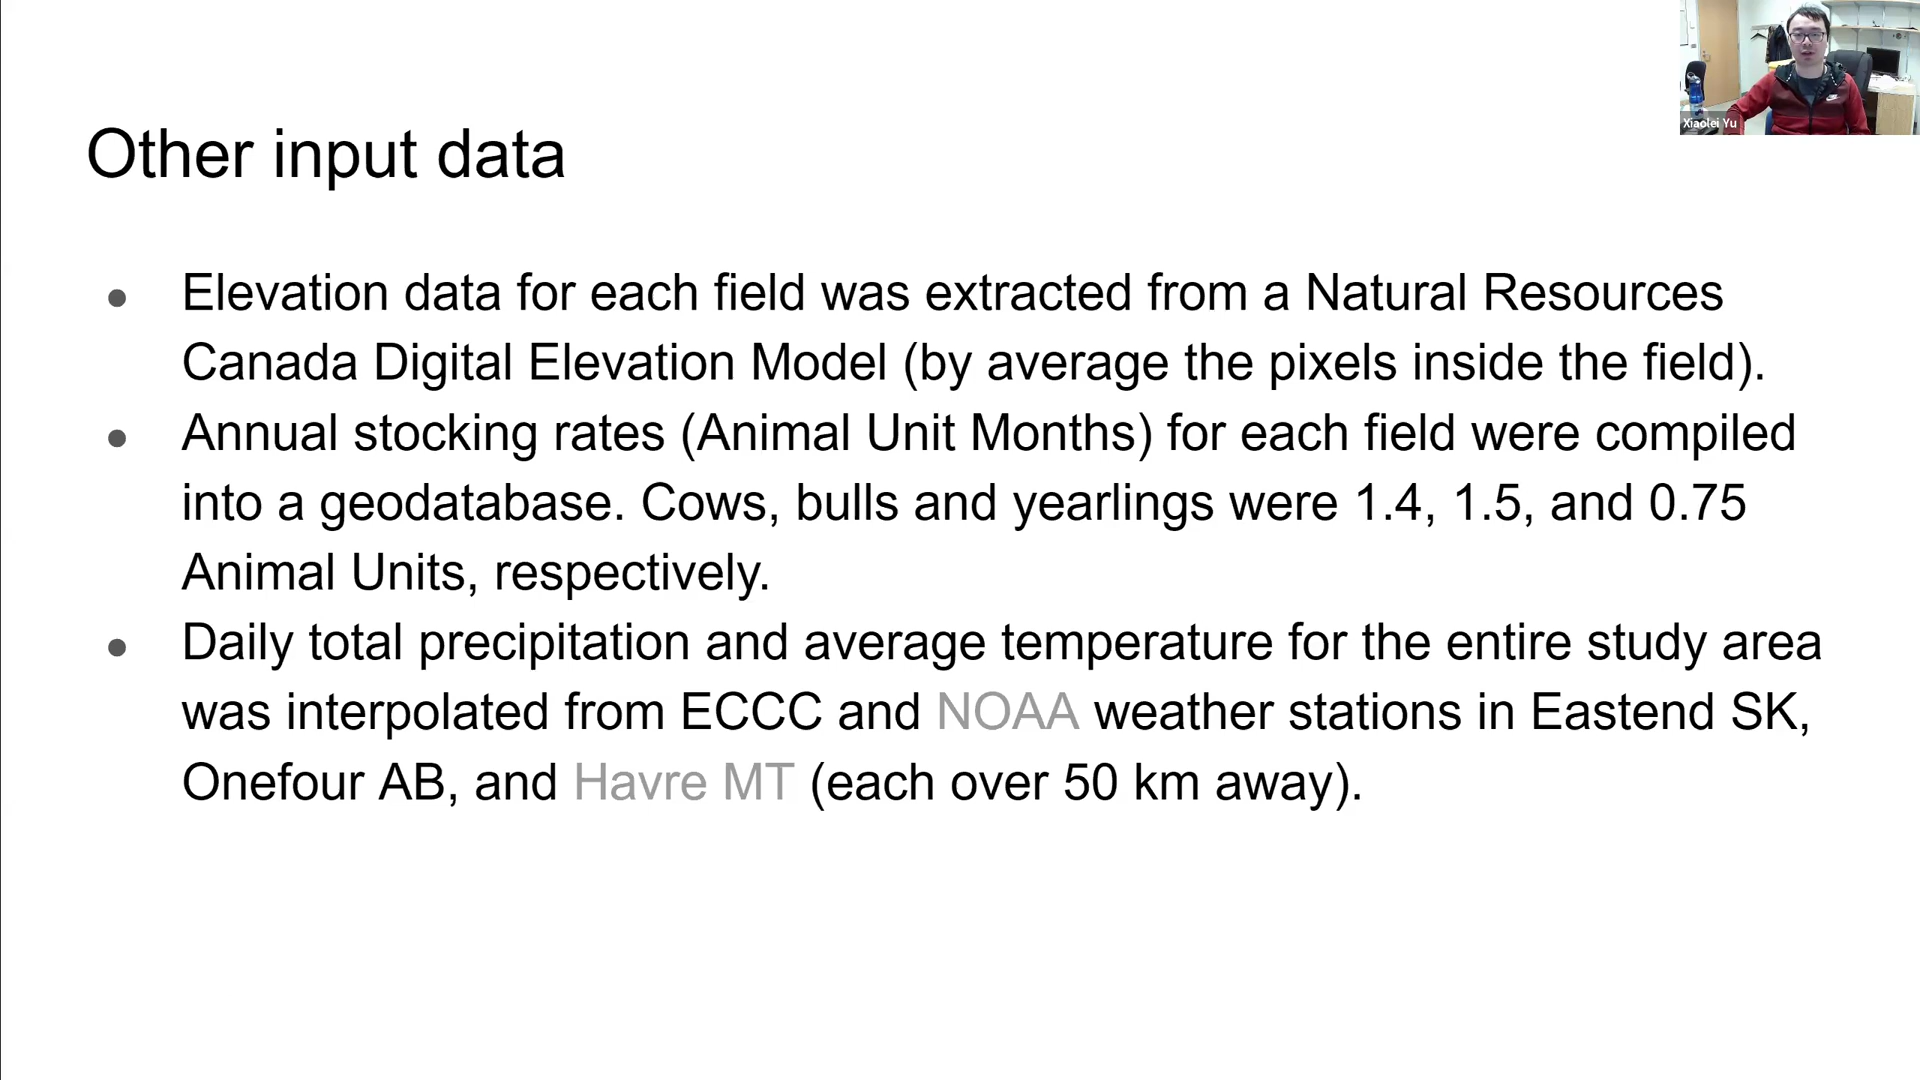 Xiaolei Yu
Other input data
● Elevation data for each field was extracted from a Natural Resources
Canada Digital Elevation Model (by average the pixels inside the field).
● Annual stocking rates (Animal Unit Months) for each field were compiled
into a geodatabase. Cows, bulls and yearlings were 1.4, 1.5, and 0.75
Animal Units, respectively.
● Daily total precipitation and average temperature for the entire study area
was interpolated from ECCC and NOAA weather stations in Eastend SK,
Onefour AB, and Havre MT (each over 50 km away).